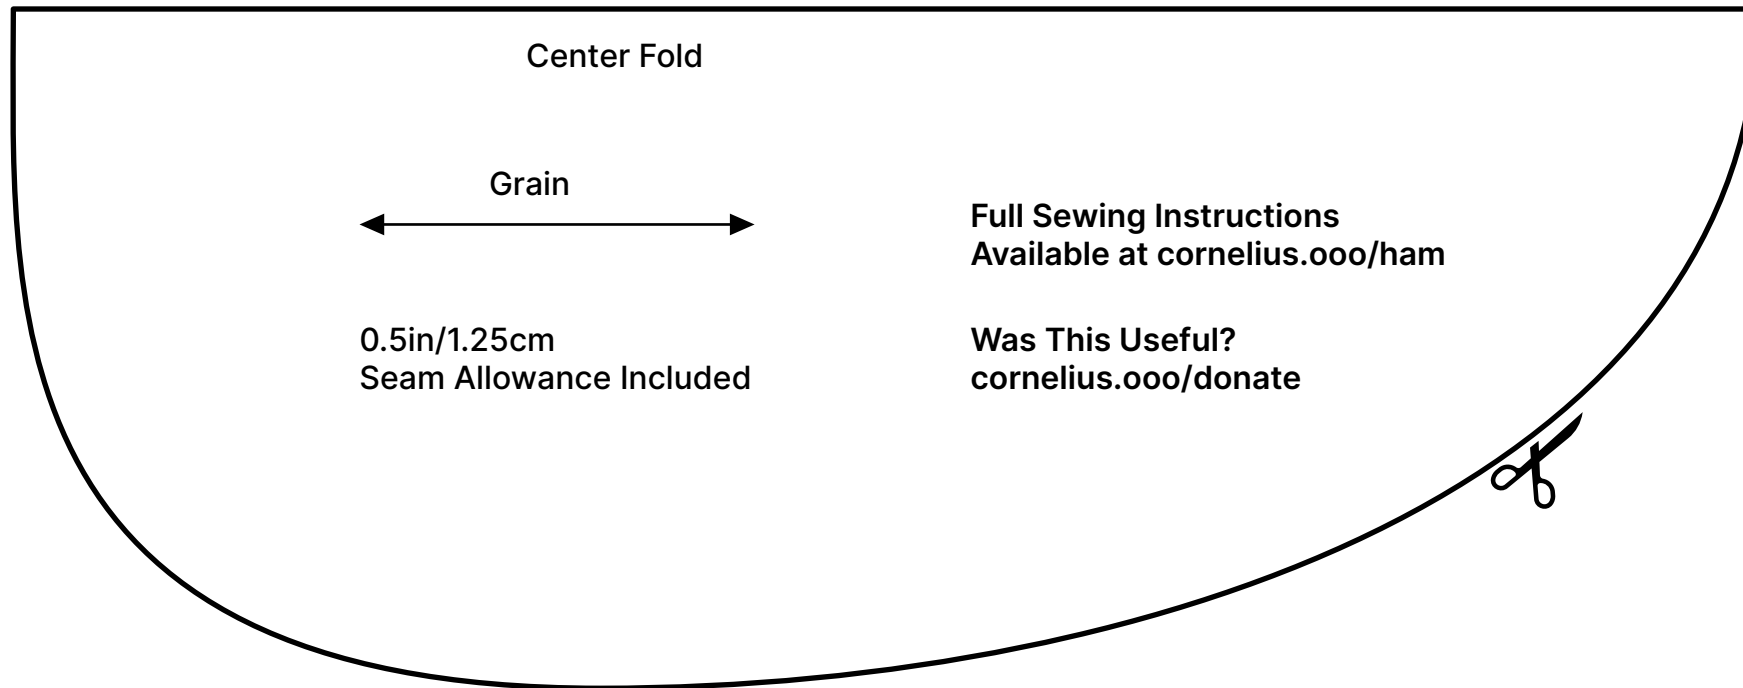 Center Fold
Grain
Full Sewing Instructions
Available at cornelius.ooo/ham
0.5in/1.25cm
Seam Allowance Included
Was This Useful?
cornelius.ooo/donate